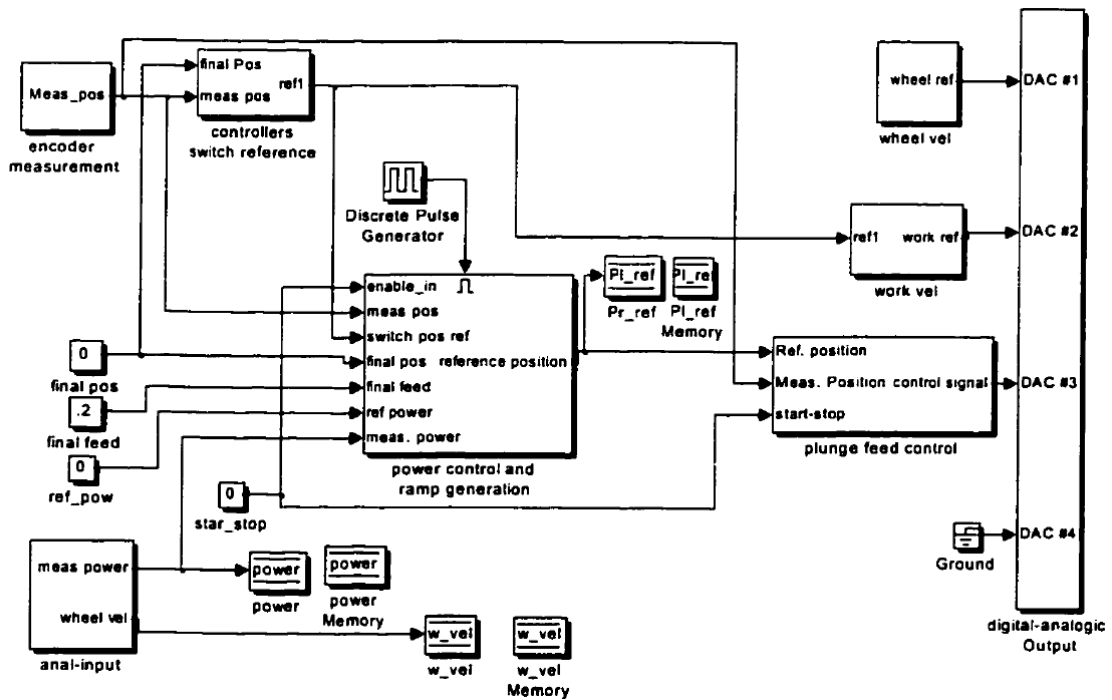 Meas_pos
encoder
measurement
final Pos
meas pos
ref1
controllers
switch reference
Discrete Pulse
Generator
wheel ref
wheel vel
DAC #1
ref1
work ref
work vel
DAC #2
enable_in
meas pos
switch pos ref
final pos
reference position
final feed
ref power
meas. power
power control and
ramp generation
PI_ref
Pr_ref
PI_ref
PI_ref
Memory
0
final pos
.2
final feed
0
ref_pow
0
star_stop
Ref. position
Meas. Position control signal
start-stop
plunge feed control
DAC #3
Ground
DAC #4
digital-analogic
Output
meas power
wheel vel
anal-input
power
power
power
power
Memory
w_vel
w_vel
w_vel
w_vel
Memory